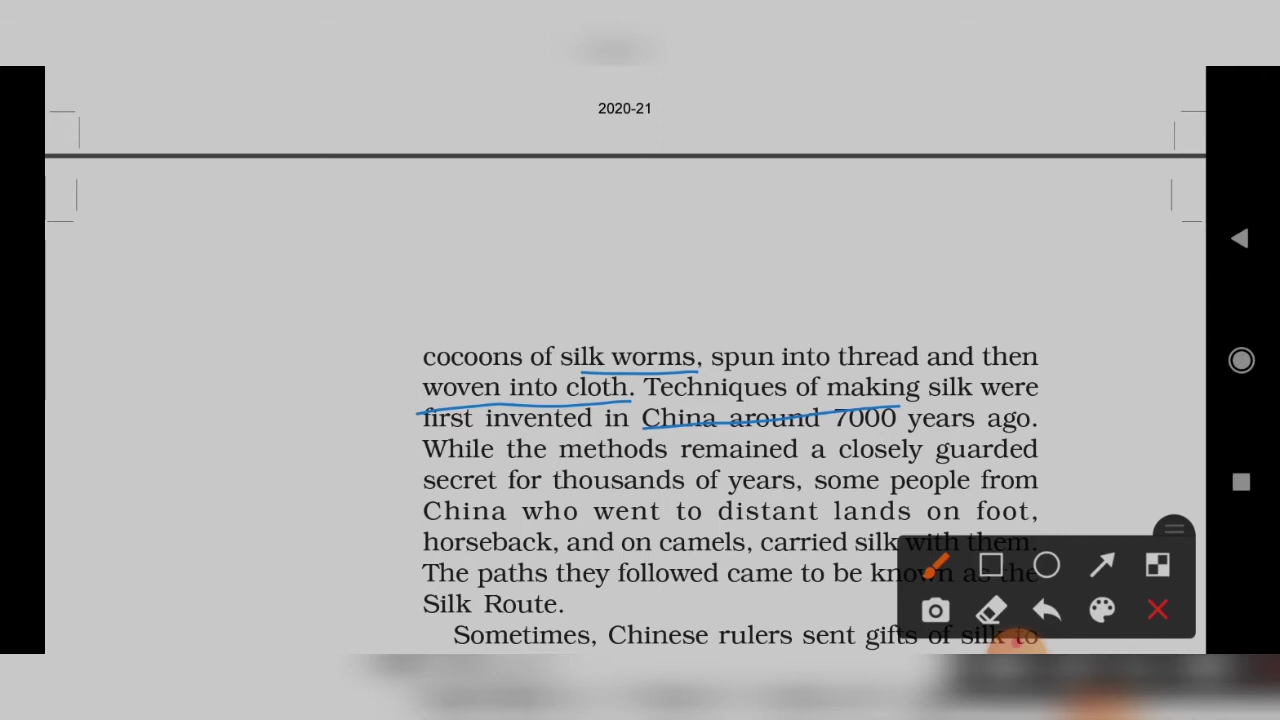 2020-21
cocoons of silk worms, spun into thread and then
woven into cloth. Techniques of making silk were
first invented in China around 7000 years ago.
While the methods remained a closely guarded
secret for thousands of years, some people from
China who went to distant lands on foot,
horseback, and on camels, carried silk with them.
The paths they followed came to be known as the
Silk Route.
Sometimes, Chinese rulers sent gifts of silk to